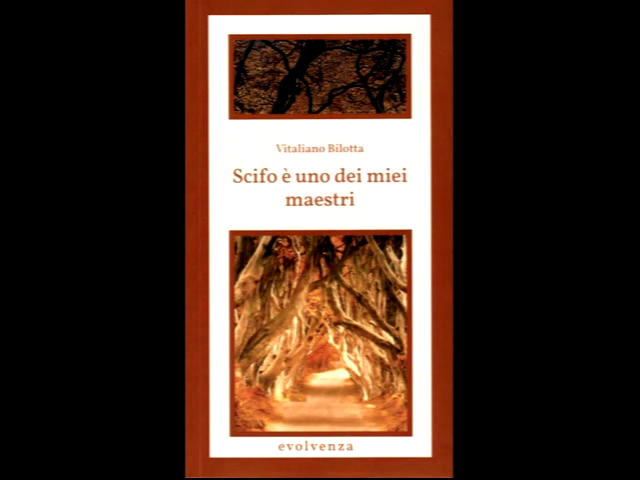 Vitaliano Bilotta
Scifo è uno dei miei
maestri
evolvenza